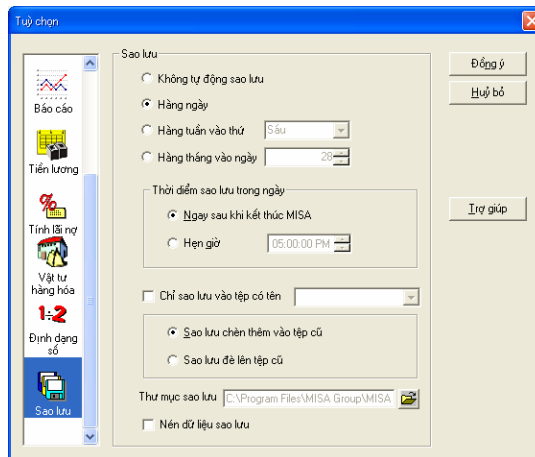 Tuỳ chọn
Báo cáo
Tiền lương
Tính lãi nợ
Vật tư
hàng hóa
1÷2
Định dạng
số
Sao lưu
Sao lưu
Không tự động sao lưu
Hàng ngày
Hàng tuần vào thứ Sáu
Hàng tháng vào ngày 28
Thời điểm sao lưu trong ngày
Ngay sau khi kết thúc MISA
Hẹn giờ 05:00:00 PM
Chỉ sao lưu vào tệp có tên
Sao lưu chèn thêm vào tệp cũ
Sao lưu đè lên tệp cũ
Thư mục sao lưu C:\Program Files\MISA Group\MISA
Nén dữ liệu sao lưu
Đồng ý
Huỷ bỏ
Trợ giúp